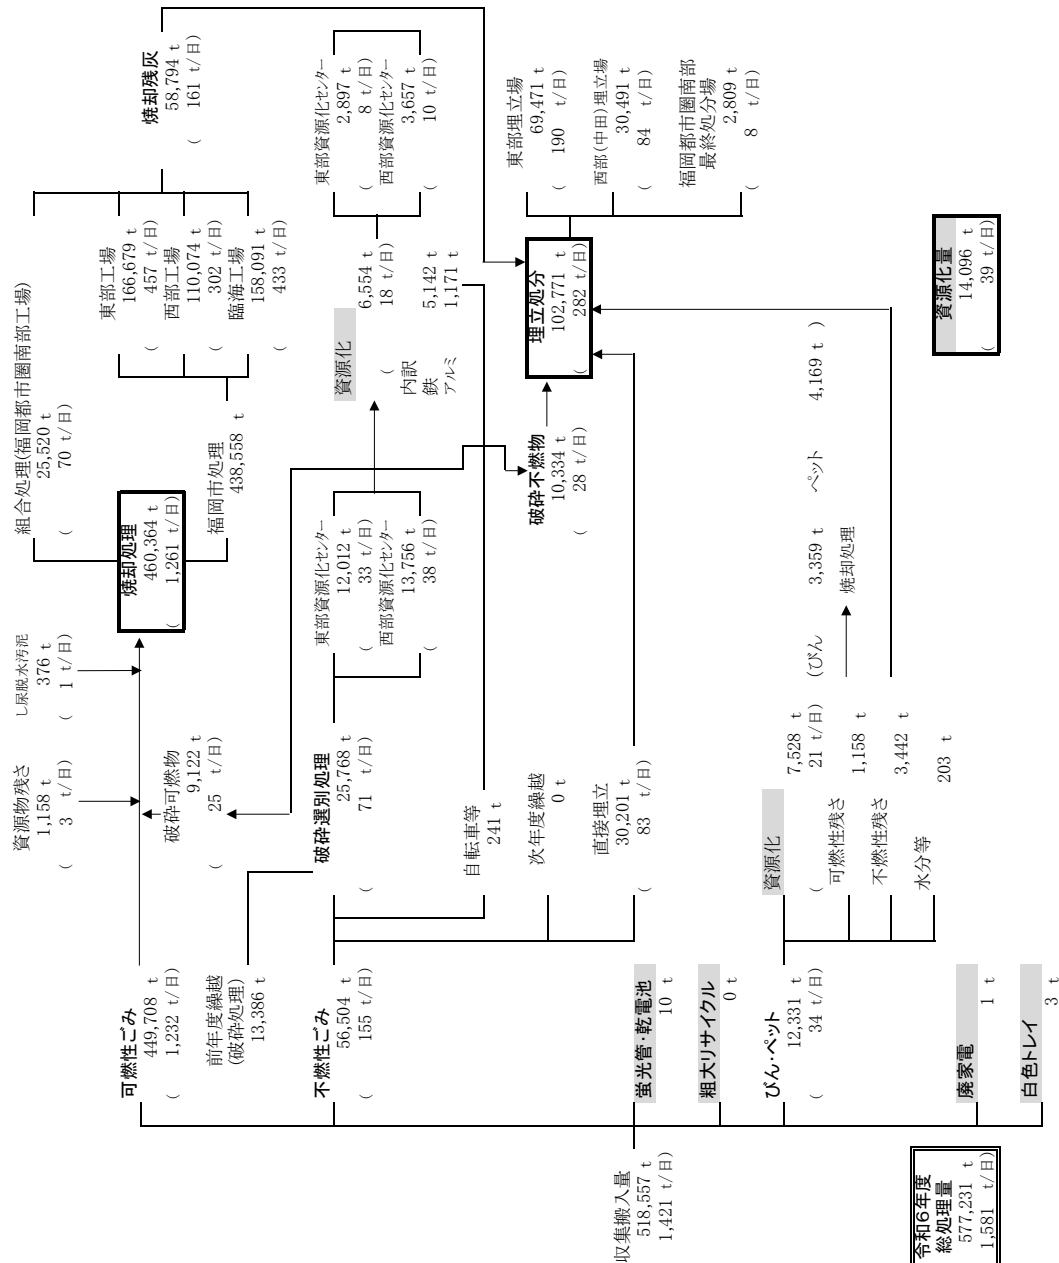 令和6年度
総処理量
577,231 t
1,581 t/日)
収集搬入量
518,557 t
1,421 t/日)
可燃性ごみ
449,708 t
( 1,232 t/日)
前年度繰越
(破砕処理)
13,386 t
不燃性ごみ
56,504 t
( 155 t/日)
蛍光管・乾電池
10 t
粗大リサイクル
0 t
びん・ペット
12,331 t
( 34 t/日)
廃家電
1 t
白色トレイ
3 t
資源物残さ
1,158 t
( 3 t/日)
し尿脱水汚泥
376 t
( 1 t/日)
破砕可燃物
9,122 t
( 25 t/日)
破砕選別処理
25,768 t
( 71 t/日)
自転車等
241 t
次年度繰越
0 t
直接埋立
30,201 t
( 83 t/日)
資源化
7,528 t (びん 3,359 t ペット 4,169 t )
( 21 t/日)
可燃性残さ 1,158 t 焼却処理
不燃性残さ 3,442 t
水分等 203 t
焼却処理
460,364 t
( 1,261 t/日)
組合処理(福岡都市圏南部工場)
25,520 t
( 70 t/日)
福岡市処理
438,558 t
東部工場
166,679 t
( 457 t/日)
西部工場
110,074 t
( 302 t/日)
臨海工場
158,091 t
( 433 t/日)
焼却残灰
58,794 t
( 161 t/日)
東部資源化センター
12,012 t
( 33 t/日)
西部資源化センター
13,756 t
( 38 t/日)
資源化
6,554 t
( 18 t/日)
内訳
鉄 5,142 t
アルミ 1,171 t
東部資源化センター
2,897 t
( 8 t/日)
西部資源化センター
3,657 t
( 10 t/日)
破砕不燃物
10,334 t
( 28 t/日)
埋立処分
102,771 t
( 282 t/日)
東部埋立場
69,471 t
( 190 t/日)
西部(中田)埋立場
30,491 t
( 84 t/日)
福岡都市圏南部
最終処分場
2,809 t
( 8 t/日)
資源化量
14,096 t
( 39 t/日)